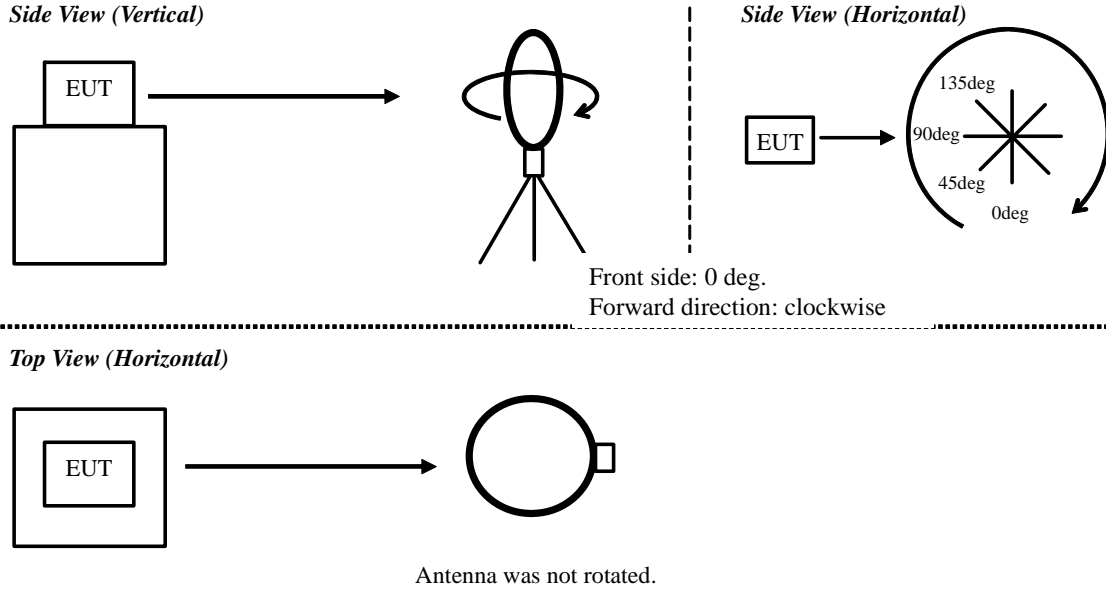 Side View (Vertical)
EUT
Side View (Horizontal)
135deg
90deg
45deg
0deg
EUT
Front side: 0 deg.
Forward direction: clockwise
Top View (Horizontal)
EUT
Antenna was not rotated.